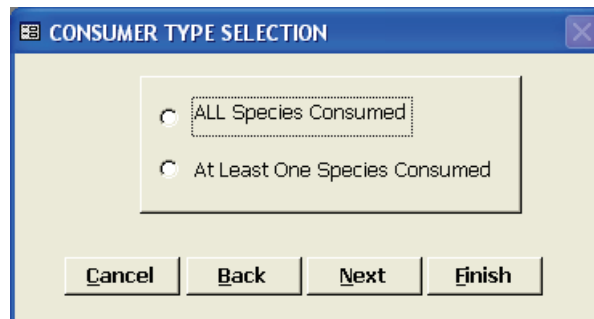 CONSUMER TYPE SELECTION
ALL Species Consumed
At Least One Species Consumed
Cancel Back Next Finish